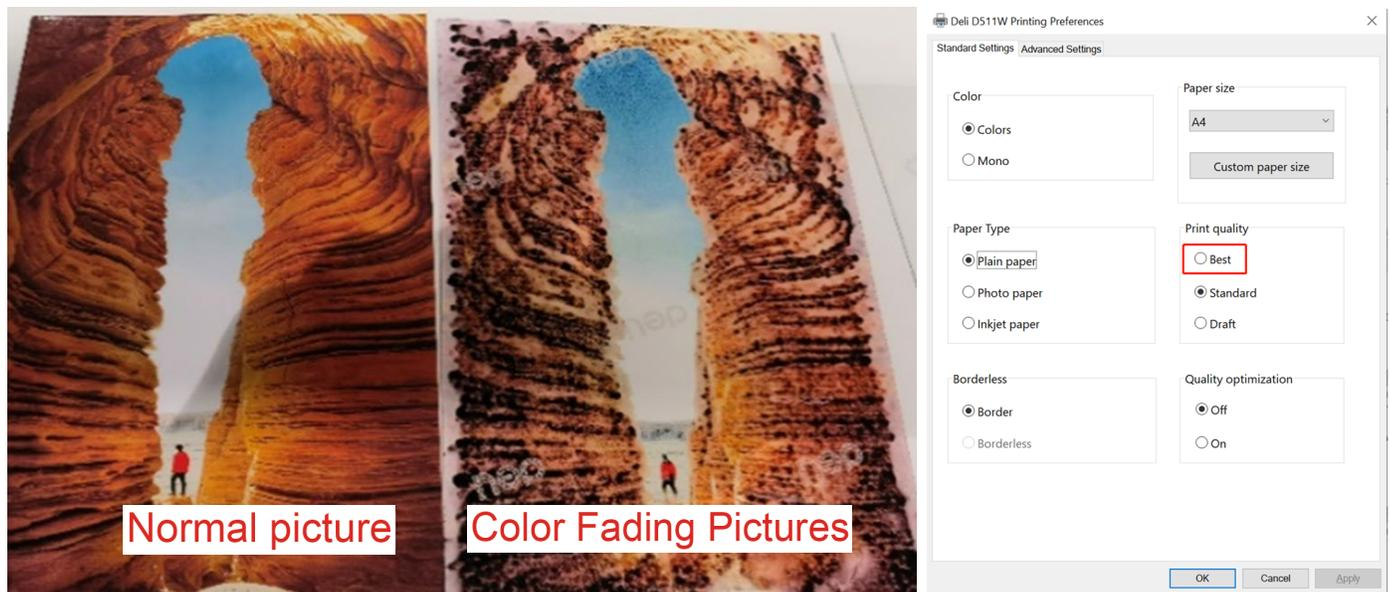 Normal picture
Color Fading Pictures
Deli D511W Printing Preferences
Standard Settings
Advanced Settings
Color
Colors
Mono
Paper size
A4
Custom paper size
Paper Type
Plain paper
Photo paper
Inkjet paper
Print quality
Best
Standard
Draft
Borderless
Border
Borderless
Quality optimization
Off
On
OK
Cancel
Apply